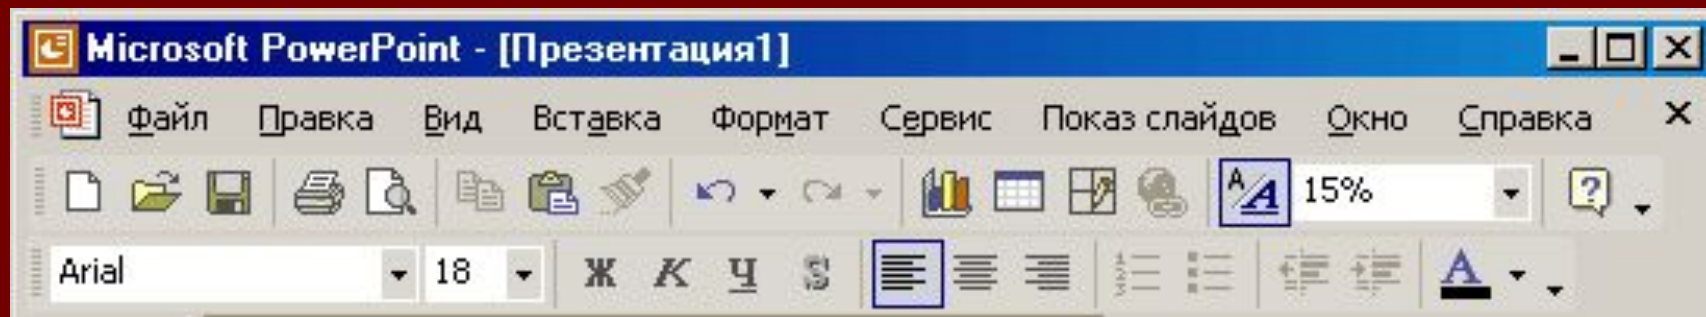 Microsoft PowerPoint - [Презентация1]
Файл Правка Вид Вставка Формат Сервис Показ слайдов Окно Справка
A A 15% ?
Arial 18 Ж К Ч S A